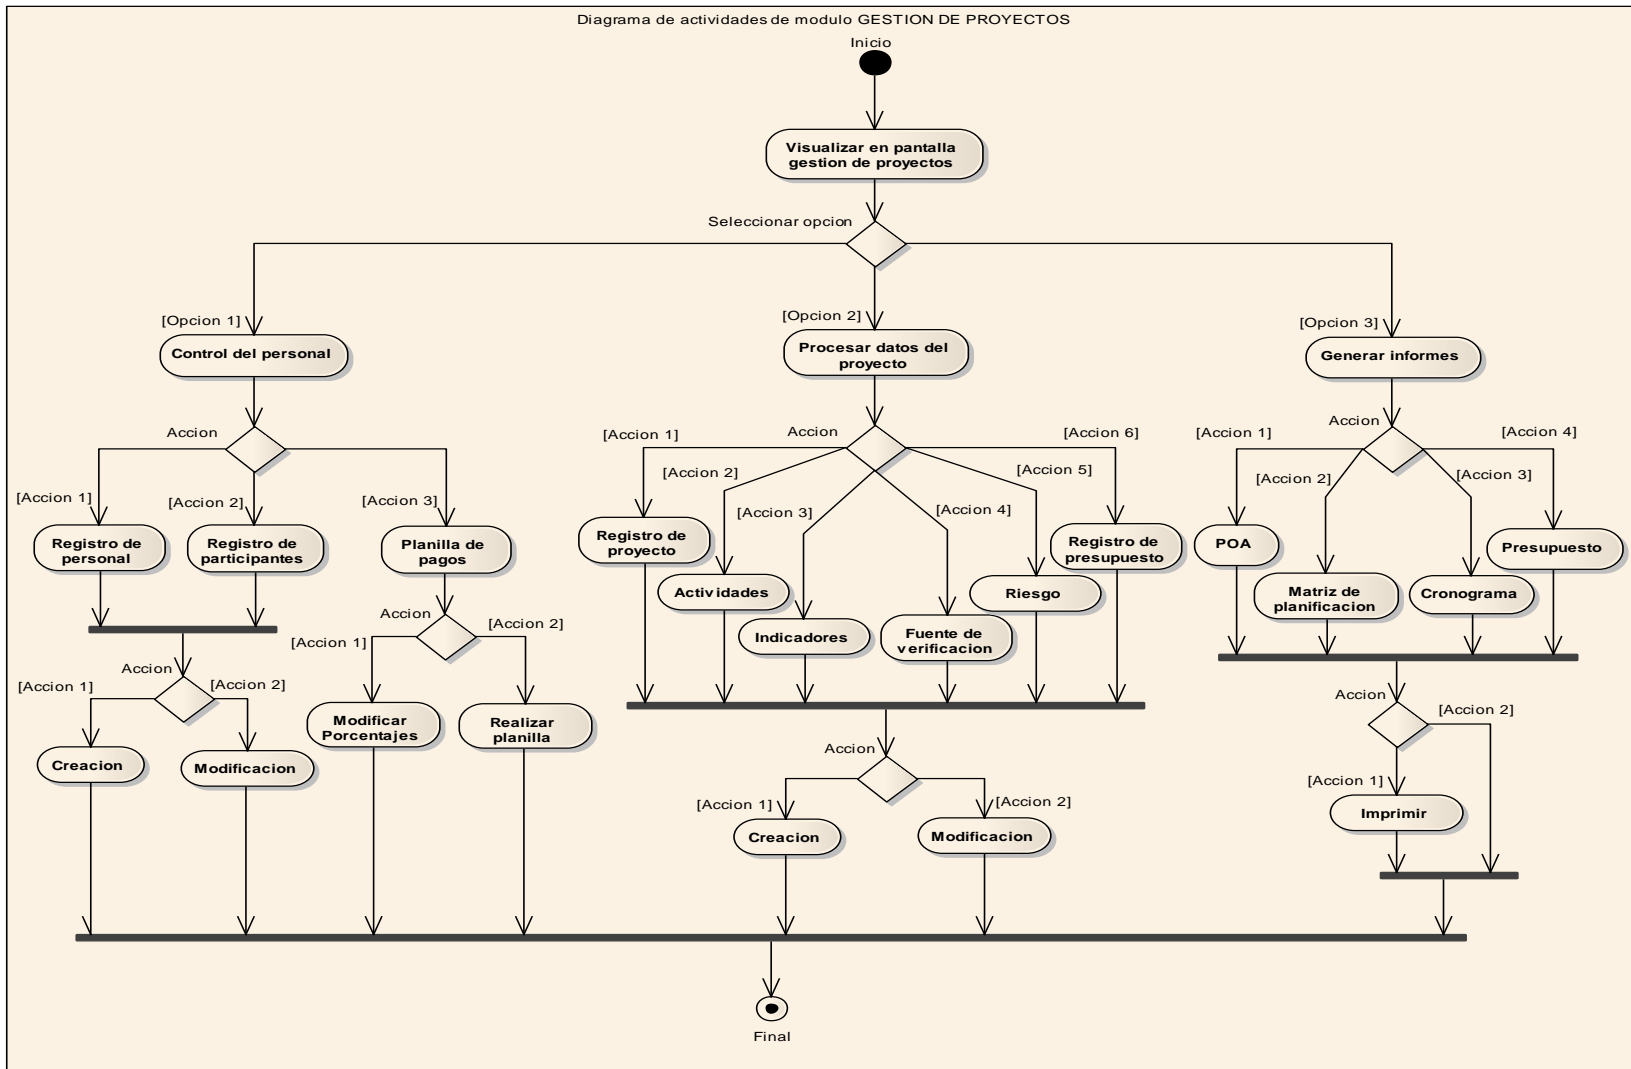 Diagrama de actividades de modulo GESTION DE PROYECTOS
Inicio
Visualizar en pantalla
gestion de proyectos
Seleccionar opcion
[Opcion 1]
[Opcion 2]
[Opcion 3]
Control del personal
Procesar datos del
proyecto
Generar informes
Accion
[Accion 1]
[Accion 2]
[Accion 3]
Registro de
personal
Registro de
participantes
Planilla de
pagos
Accion
[Accion 1]
[Accion 2]
Creacion
Modificacion
Accion
[Accion 1]
[Accion 2]
Modificar
Porcentajes
Realizar
planilla
Accion
[Accion 1]
[Accion 2]
[Accion 3]
[Accion 4]
[Accion 5]
[Accion 6]
Registro de
proyecto
Actividades
Indicadores
Fuente de
verificacion
Riesgo
Registro de
presupuesto
Accion
[Accion 1]
[Accion 2]
Creacion
Modificacion
Accion
[Accion 1]
[Accion 2]
[Accion 3]
[Accion 4]
POA
Matriz de
planificacion
Cronograma
Presupuesto
Accion
[Accion 2]
[Accion 1]
Imprimir
Final